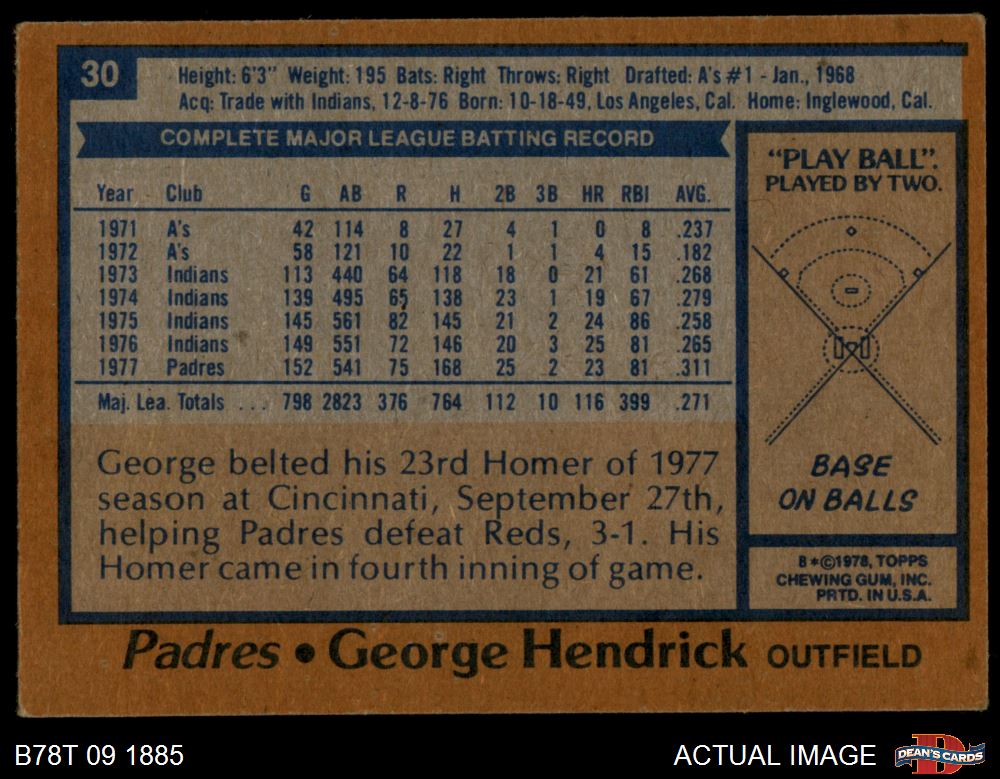 30
Height: 6'3" Weight: 195 Bats: Right Throws: Right Drafted: A's #1 - Jan., 1968
Acq: Trade with Indians, 12-8-76 Born: 10-18-49, Los Angeles, Cal. Home: Inglewood, Cal.
COMPLETE MAJOR LEAGUE BATTING RECORD
Year Club G AB R H 2B 3B HR RBI AVG.
1971 A's 42 114 8 27 4 1 0 8 .237
1972 A's 58 121 10 22 1 1 4 15 .182
1973 Indians 113 440 64 118 18 0 21 61 .268
1974 Indians 139 495 65 138 23 1 19 67 .279
1975 Indians 145 561 82 145 21 2 24 86 .258
1976 Indians 149 551 72 146 20 3 25 81 .265
1977 Padres 152 541 75 168 25 2 23 81 .311
Maj. Lea. Totals ... 798 2823 376 764 112 10 116 399 .271
George belted his 23rd Homer of 1977
season at Cincinnati, September 27th,
helping Padres defeat Reds, 3-1. His
Homer came in fourth inning of game.
"PLAY BALL".
PLAYED BY TWO.
BASE
ON BALLS
B*©1978, TOPPS
CHEWING GUM, INC.
PRTD. IN U.S.A.
Padres • George Hendrick OUTFIELD
B78T 09 1885
ACTUAL IMAGE
DEAN'S CARDS